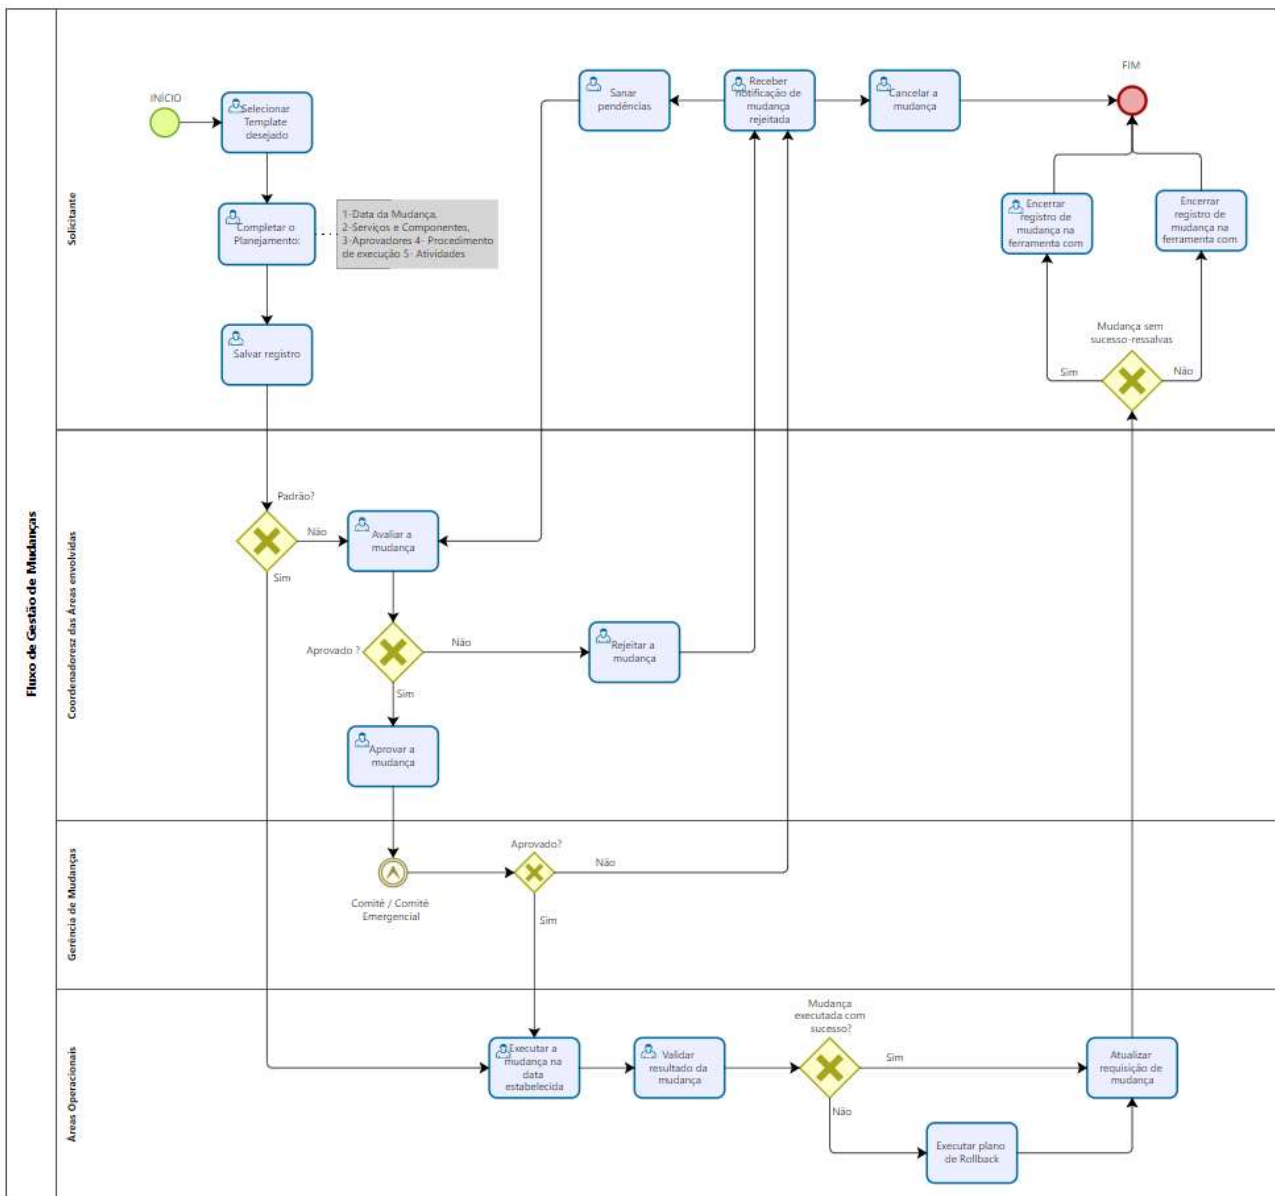 Fluxo de Gestão de Mudanças
Solicitante
INÍCIO
Selecionar
Template
desejado
Completar o
Planejamento:
1-Data da Mudança,
2-Serviços e Componentes,
3-Aprovadores 4- Procedimento
de execução 5- Atividades
Salvar registro
Sanar
pendências
Receber
notificação de
mudança
rejeitada
Cancelar a
mudança
FIM
Encerrar
registro de
mudança na
ferramenta com
Encerrar
registro de
mudança na
ferramenta com
Mudança sem
sucesso-ressalvas
Sim
Não
Coordenadoresz das Áreas envolvidas
Padrão?
Não
Sim
Avaliar a
mudança
Aprovado ?
Não
Sim
Rejeitar a
mudança
Aprovar a
mudança
Gerência de Mudanças
Comitê / Comitê
Emergencial
Aprovado?
Não
Sim
Áreas Operacionais
Executar a
mudança na
data
estabelecida
Validar
resultado da
mudança
Mudança
executada com
sucesso?
Sim
Não
Atualizar
requisição de
mudança
Executar plano
de Rollback